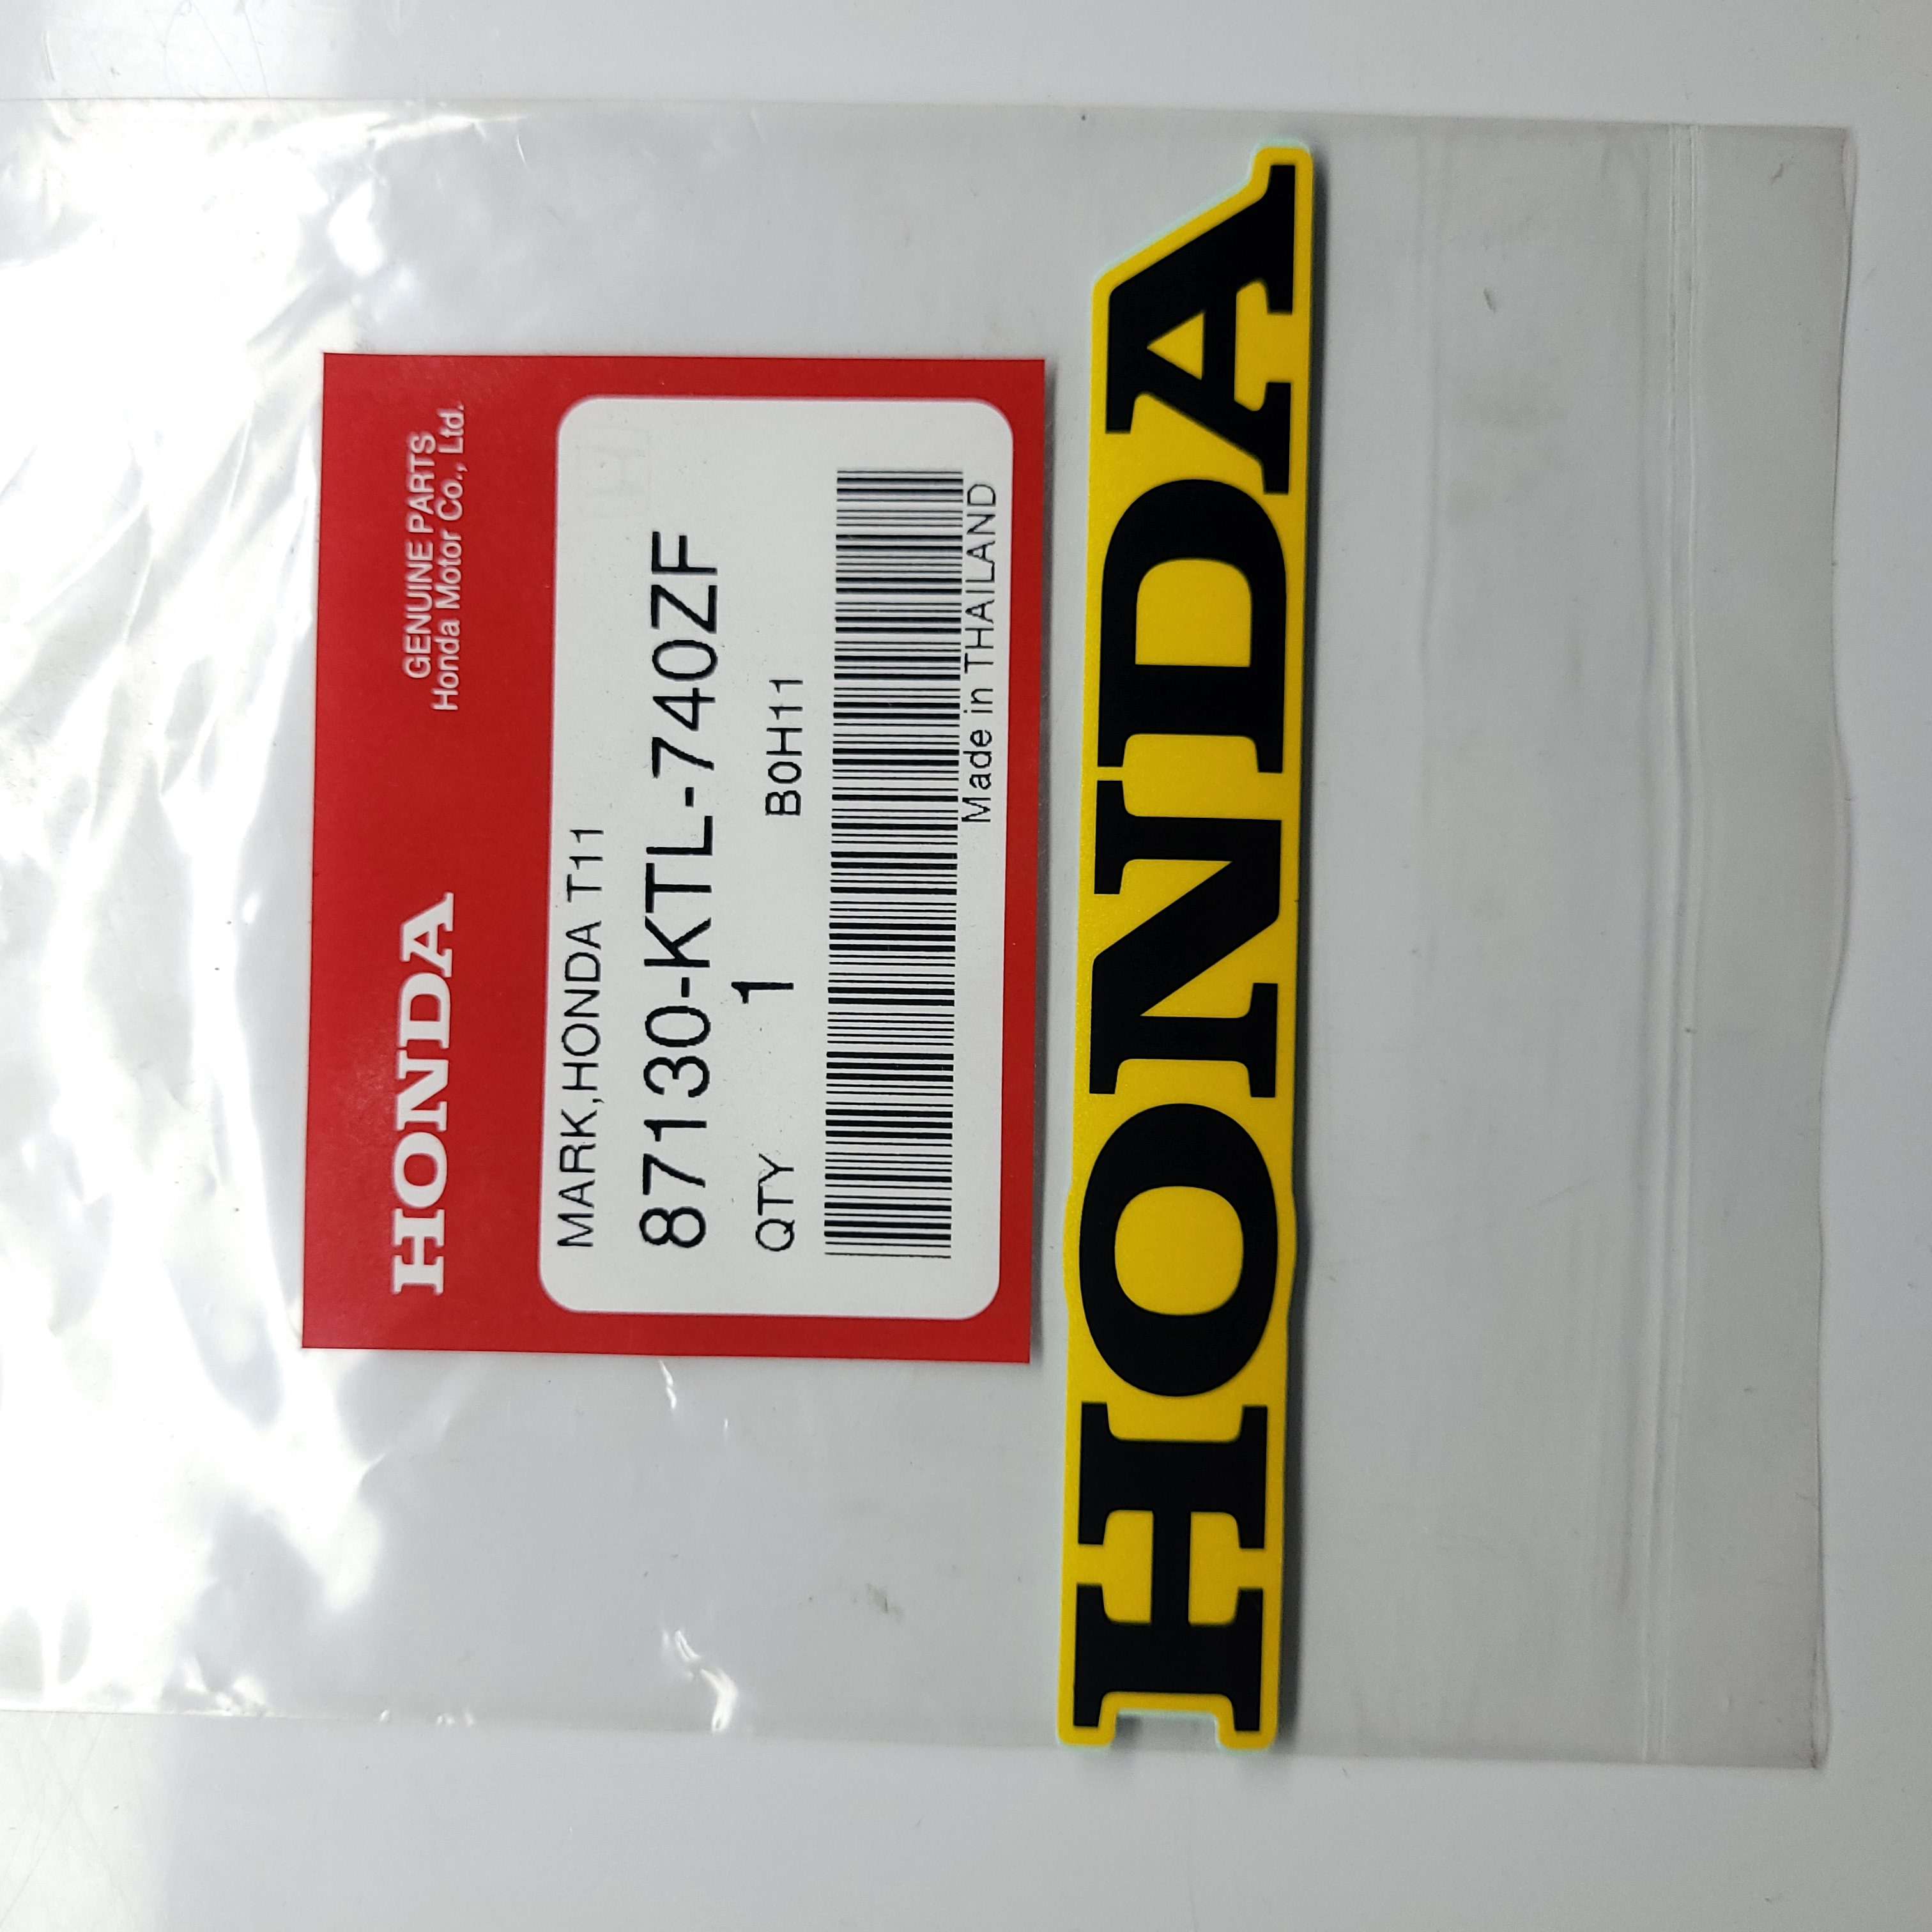 HONDA
GENUINE PARTS
Honda Motor Co., Ltd.
MARK,HONDA T11
87130-KTL-740ZF
QTY 1 B0H11
Made in THAILAND
HONDA